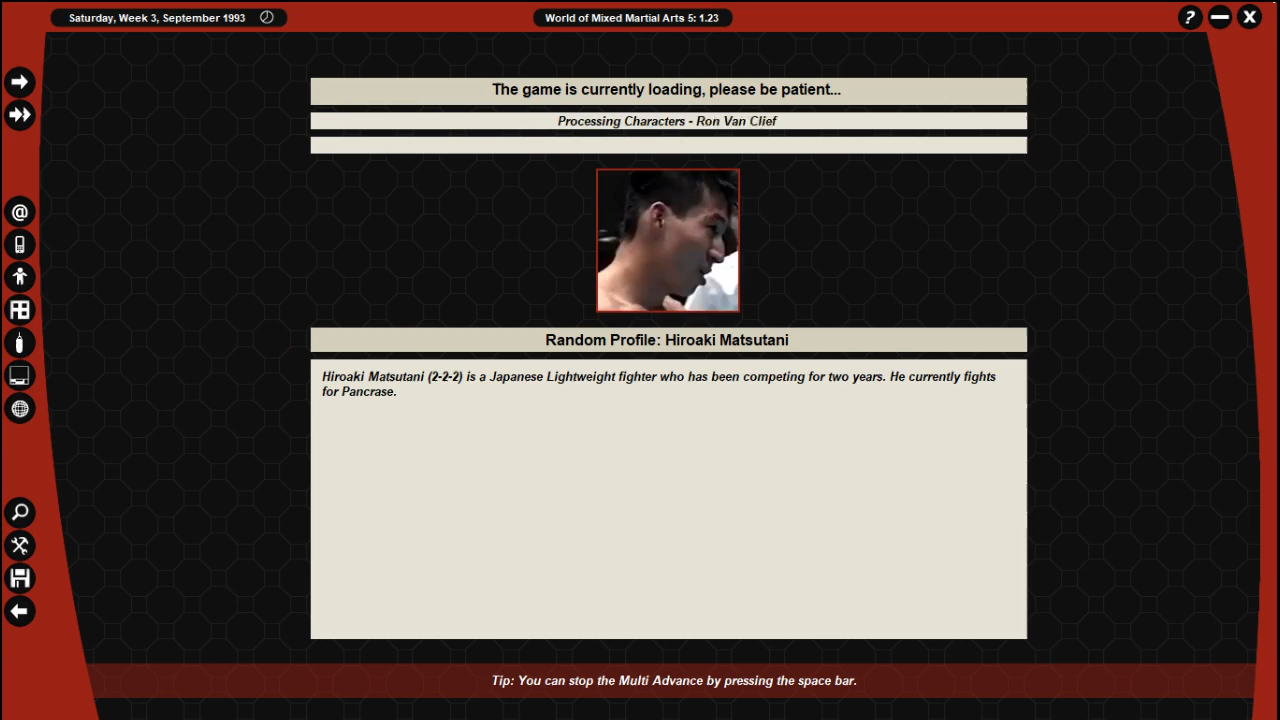 Saturday, Week 3, September 1993
World of Mixed Martial Arts 5: 1.23
?
X
The game is currently loading, please be patient...
Processing Characters - Ron Van Clief
@
Random Profile: Hiroaki Matsutani
Hiroaki Matsutani (2-2-2) is a Japanese Lightweight fighter who has been competing for two years. He currently fights
for Pancrase.
Tip: You can stop the Multi Advance by pressing the space bar.